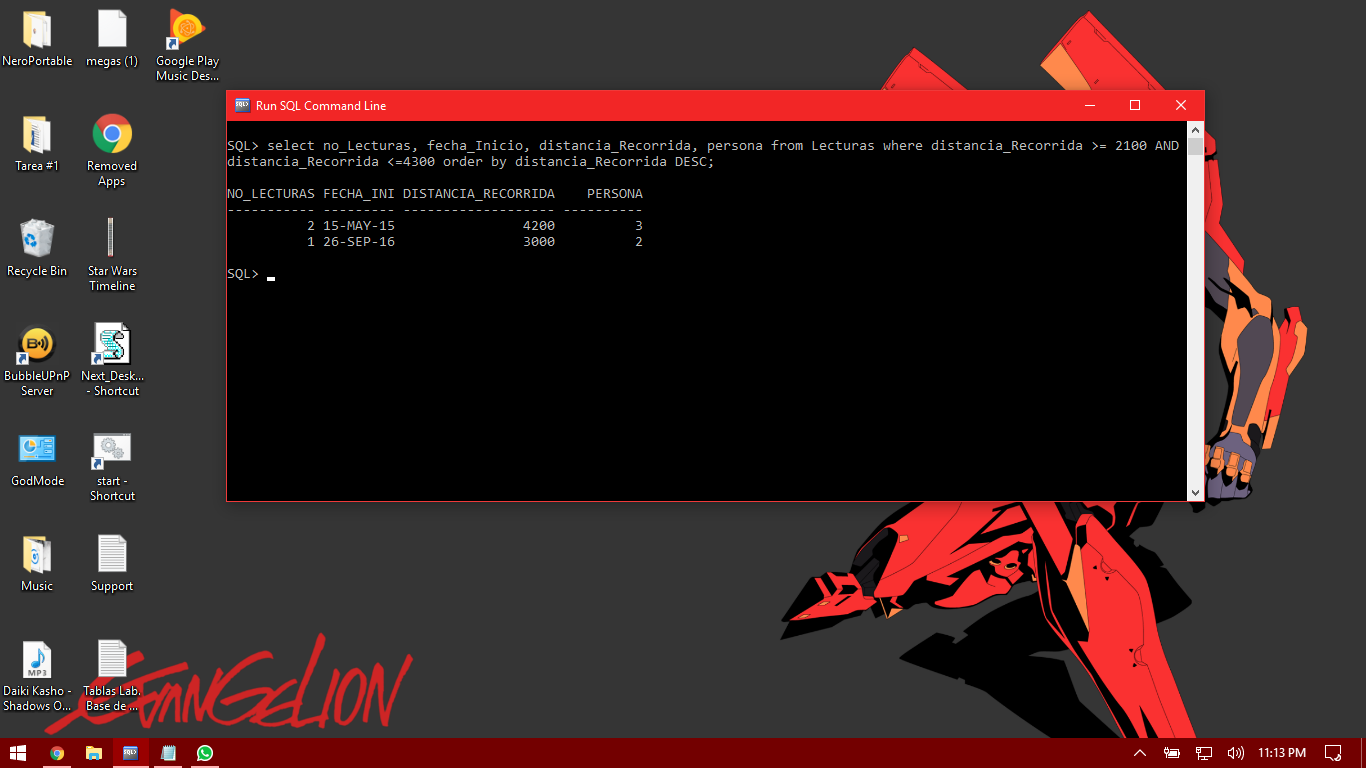 NeroPortable
megas (1)
Google Play
Music Des...
Tarea #1
Removed
Apps
Recycle Bin
Star Wars
Timeline
BubbleUPnP
Server
Next_Desk...
- Shortcut
GodMode
start -
Shortcut
Music
Support
MP3
Daiki Kasho -
Shadows O...
Tablas Lab.
Base de ...
EVANGELION
Run SQL Command Line
SQL> select no_Lecturas, fecha_Inicio, distancia_Recorrida, persona from Lecturas where distancia_Recorrida >= 2100 AND
distancia_Recorrida <=4300 order by distancia_Recorrida DESC;
NO_LECTURAS FECHA_INI DISTANCIA_RECORRIDA    PERSONA
----------- --------- ------------------- ----------
          2 15-MAY-15                4200          3
          1 26-SEP-16                3000          2
SQL>
11:13 PM